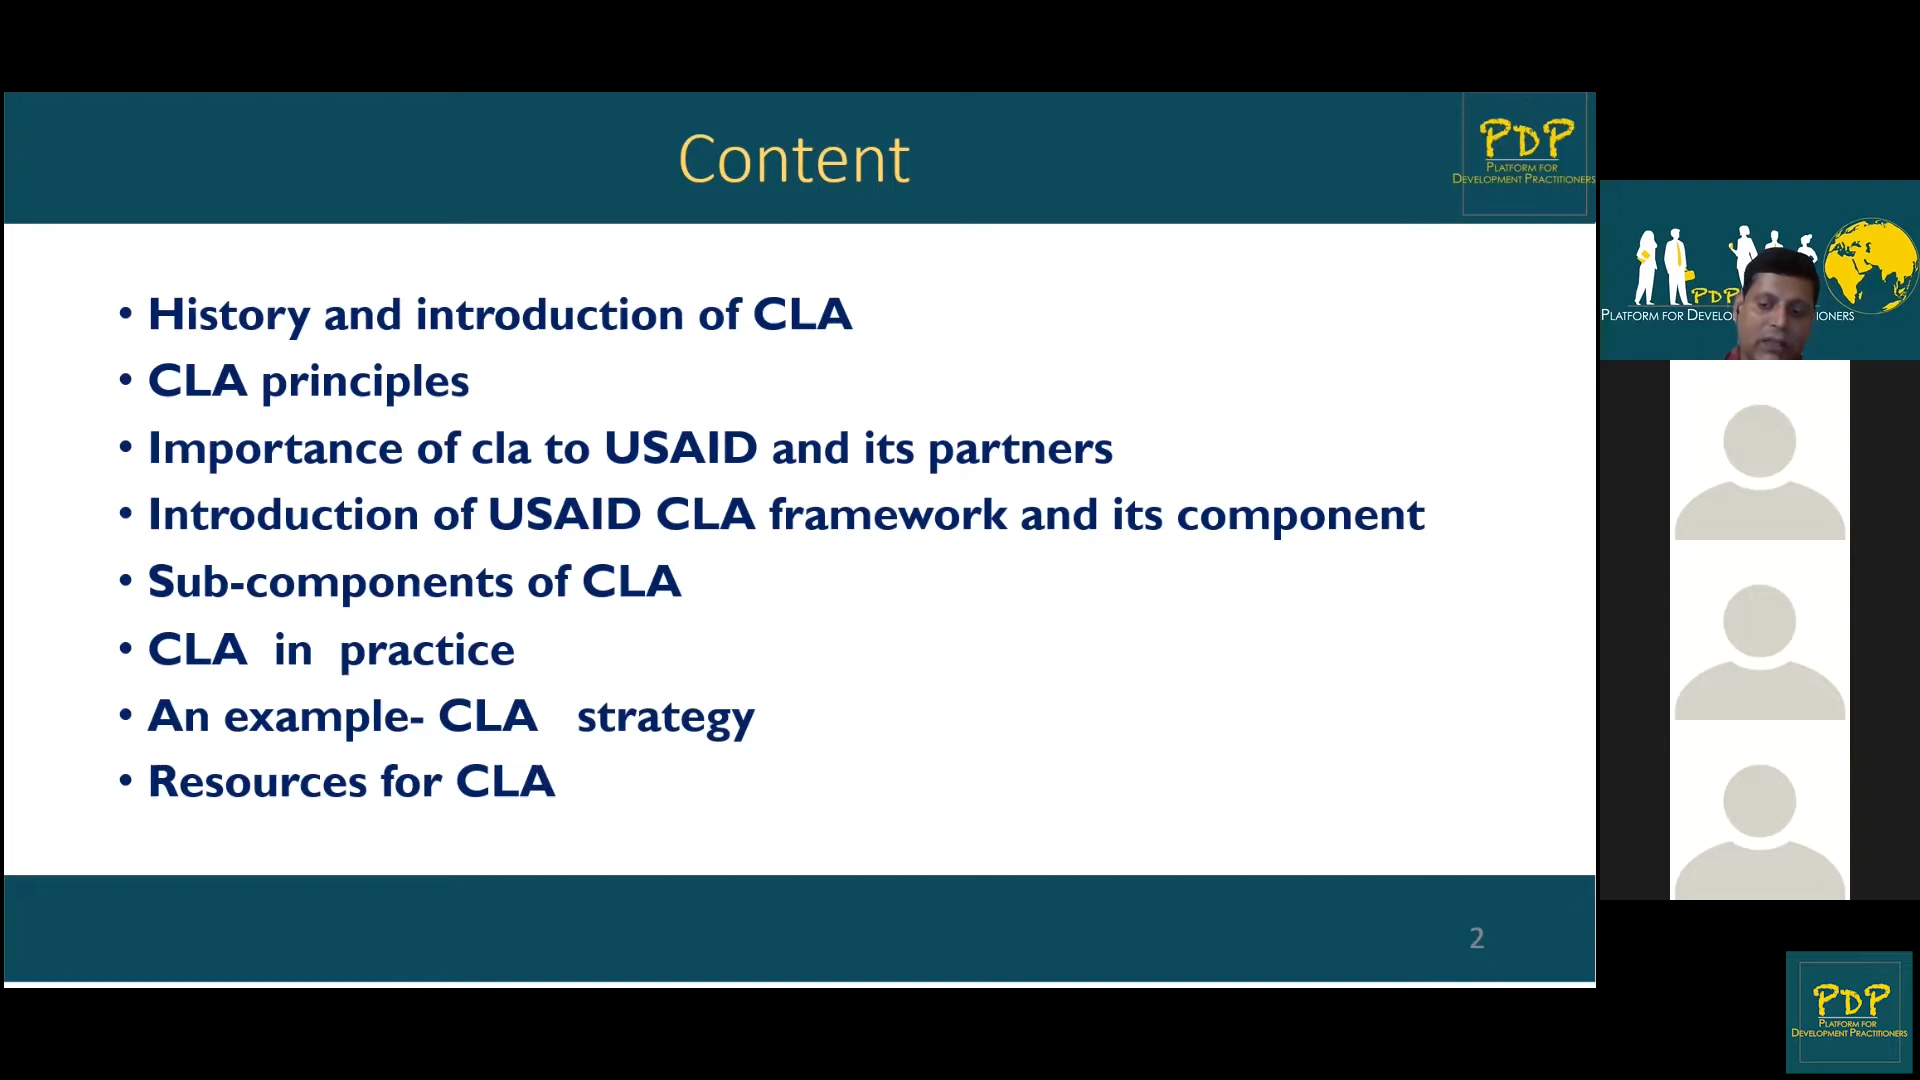 Content
PDP
PLATFORM FOR
DEVELOPMENT PRACTITIONERS
• History and introduction of CLA
• CLA principles
• Importance of cla to USAID and its partners
• Introduction of USAID CLA framework and its component
• Sub-components of CLA
• CLA in practice
• An example- CLA strategy
• Resources for CLA
2
PDP
PLATFORM FOR
PDP
PLATFORM FOR
DEVELOPMENT PRACTITIONERS